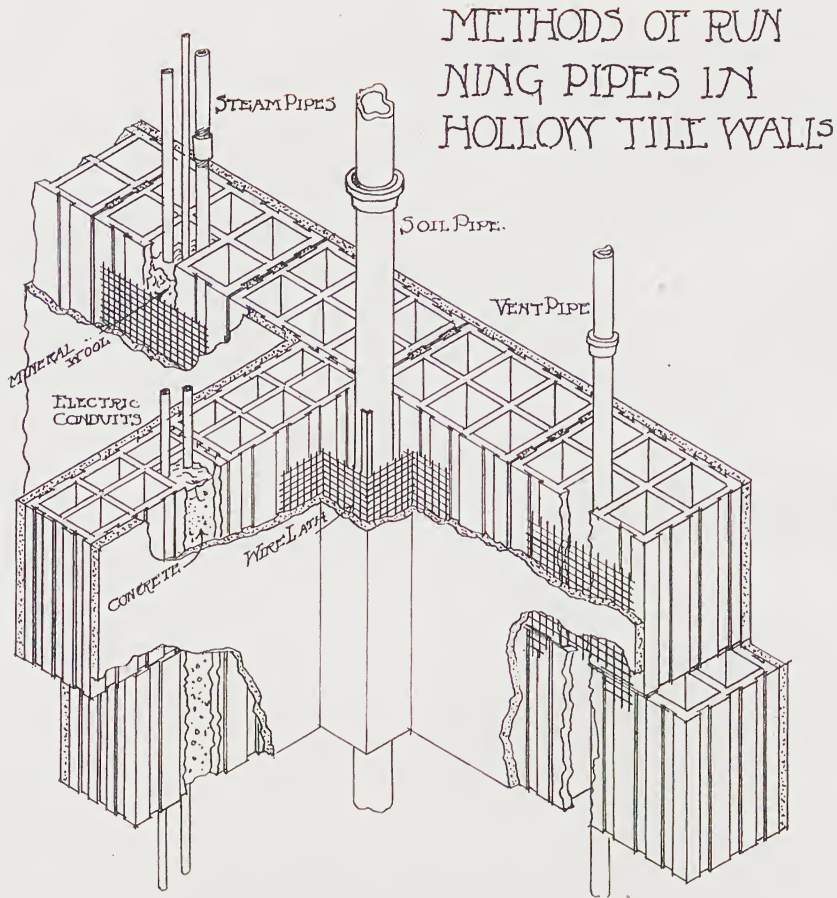 METHODS OF RUN
NING PIPES IN
HOLLOW TILE WALLS
STEAM PIPES
SOIL PIPE.
VENT PIPE
MINERAL
WOOL
ELECTRIC
CONDUITS
WIRE LATH
CONCRETE